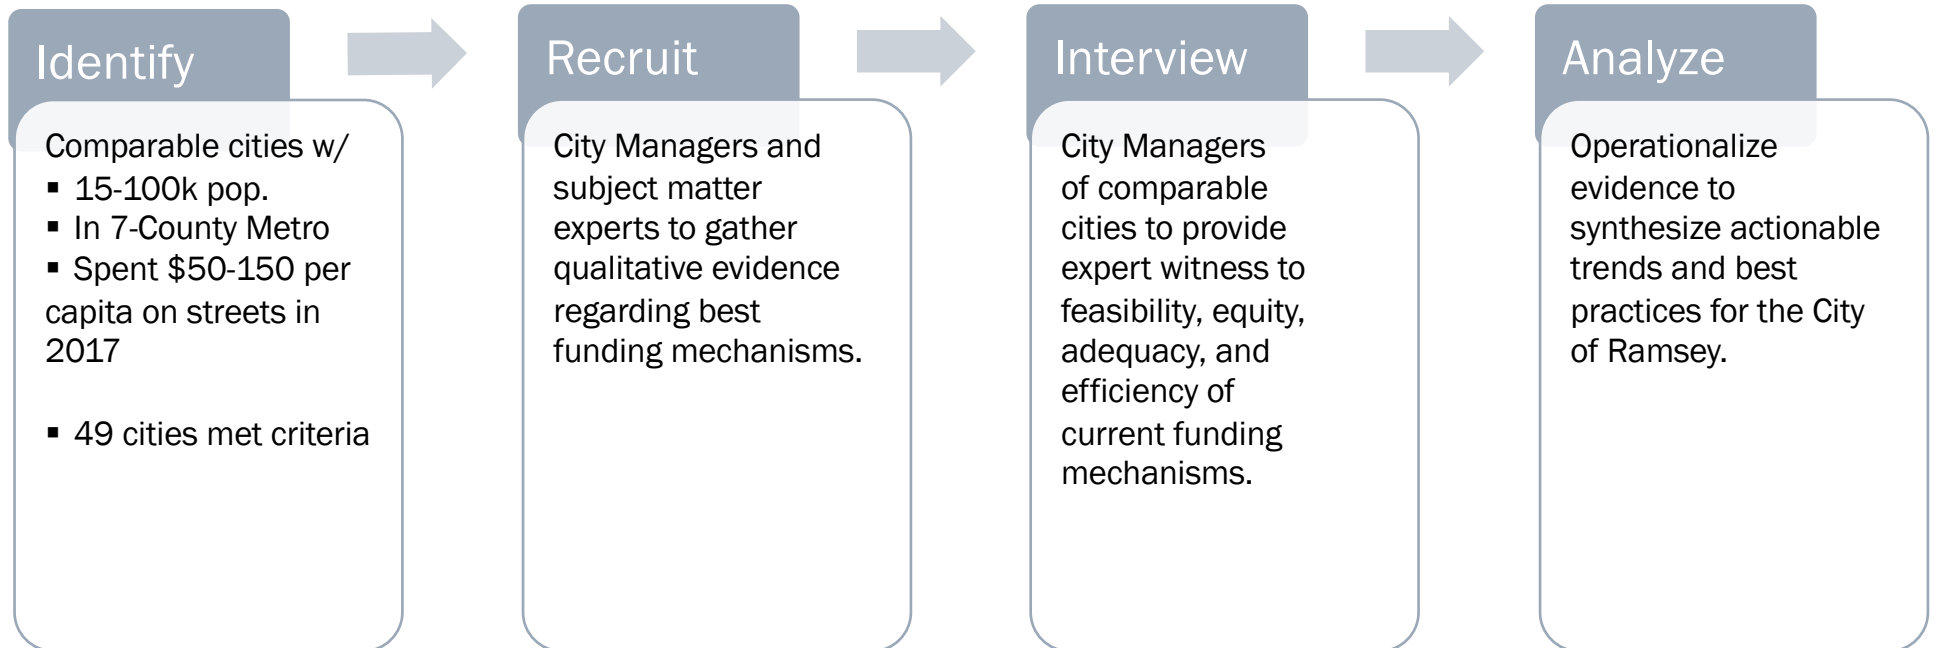 Identify
Comparable cities w/
▪ 15-100k pop.
▪ In 7-County Metro
▪ Spent $50-150 per
capita on streets in
2017
▪ 49 cities met criteria
Recruit
City Managers and
subject matter
experts to gather
qualitative evidence
regarding best
funding mechanisms.
Interview
City Managers
of comparable
cities to provide
expert witness to
feasibility, equity,
adequacy, and
efficiency of
current funding
mechanisms.
Analyze
Operationalize
evidence to
synthesize actionable
trends and best
practices for the City
of Ramsey.